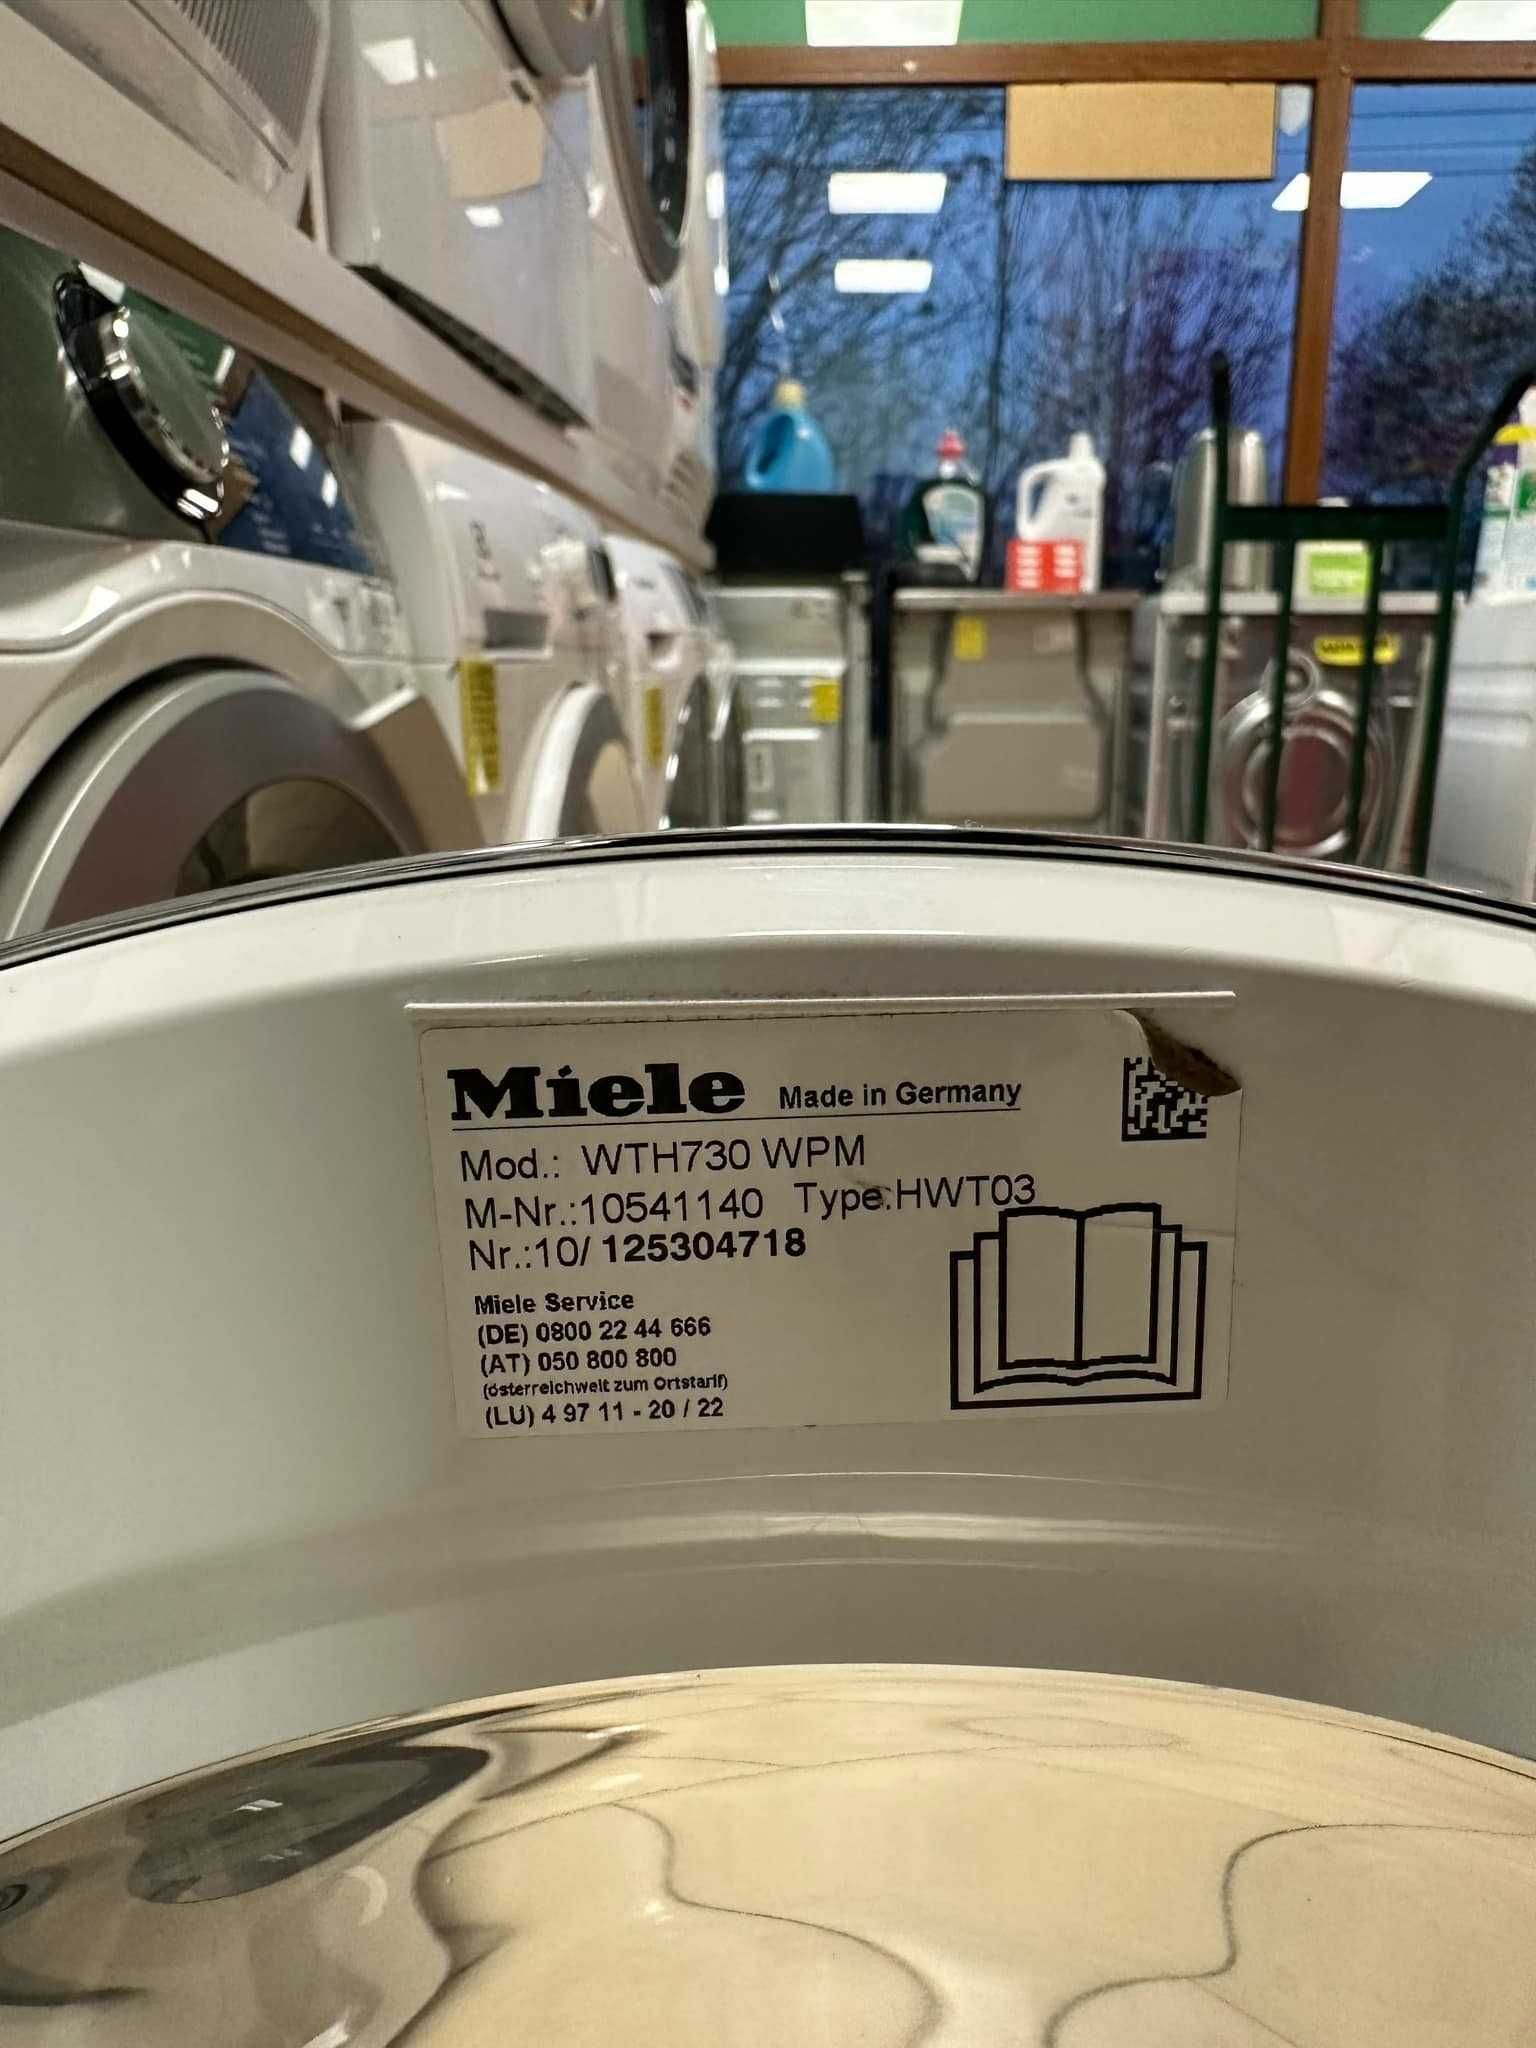 Miele Made in Germany
Mod.: WTH730 WPM
M-Nr.:10541140 Type.HWT03
Nr.:10/ 125304718
Miele Service
(DE) 0800 22 44 666
(AT) 050 800 800
(österreichweit zum Ortstarif)
(LU) 4 97 11 - 20 / 22